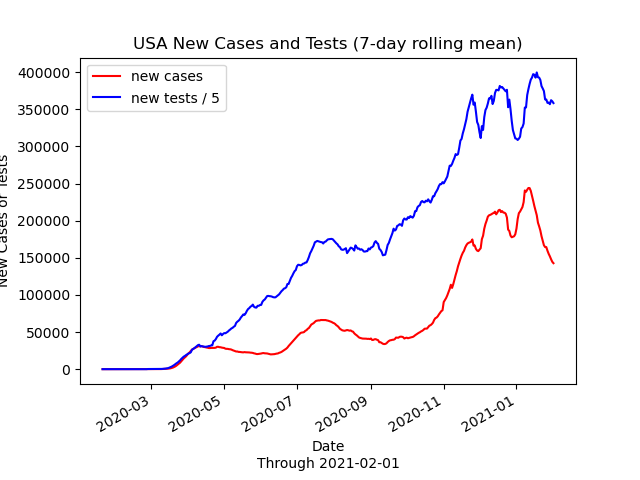 USA New Cases and Tests (7-day rolling mean)
new cases
new tests / 5
400000
350000
300000
250000
200000
150000
100000
50000
0
New Cases or Tests
2020-03
2020-05
2020-07
2020-09
2020-11
2021-01
Date
Through 2021-02-01